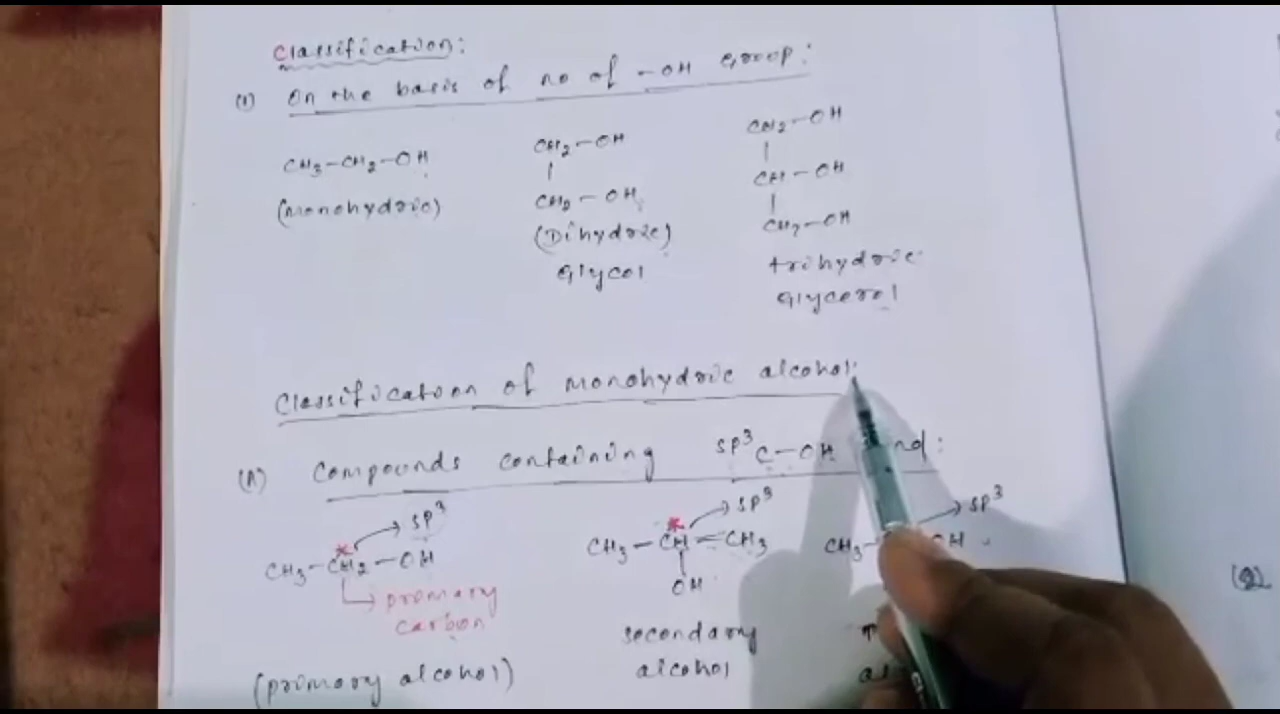 Classification:
(1) On the basis of no of -OH Group:
CH3-CH2-OH
(Monohydric)
CH2-OH
|
CH2-OH
(Dihydric)
Glycol
CH2-OH
|
CH-OH
|
CH2-OH
trihydric
Glycerol
Classification of Monohydric alcohol:
(A) Compounds containing SP3 C-OH
CH3-CH2-OH
* → SP3
→ primary
carbon
(primary alcohol)
CH3-CH-CH3
* → SP3
|
OH
secondary
alcohol
CH3- OH
→ SP3
(2)